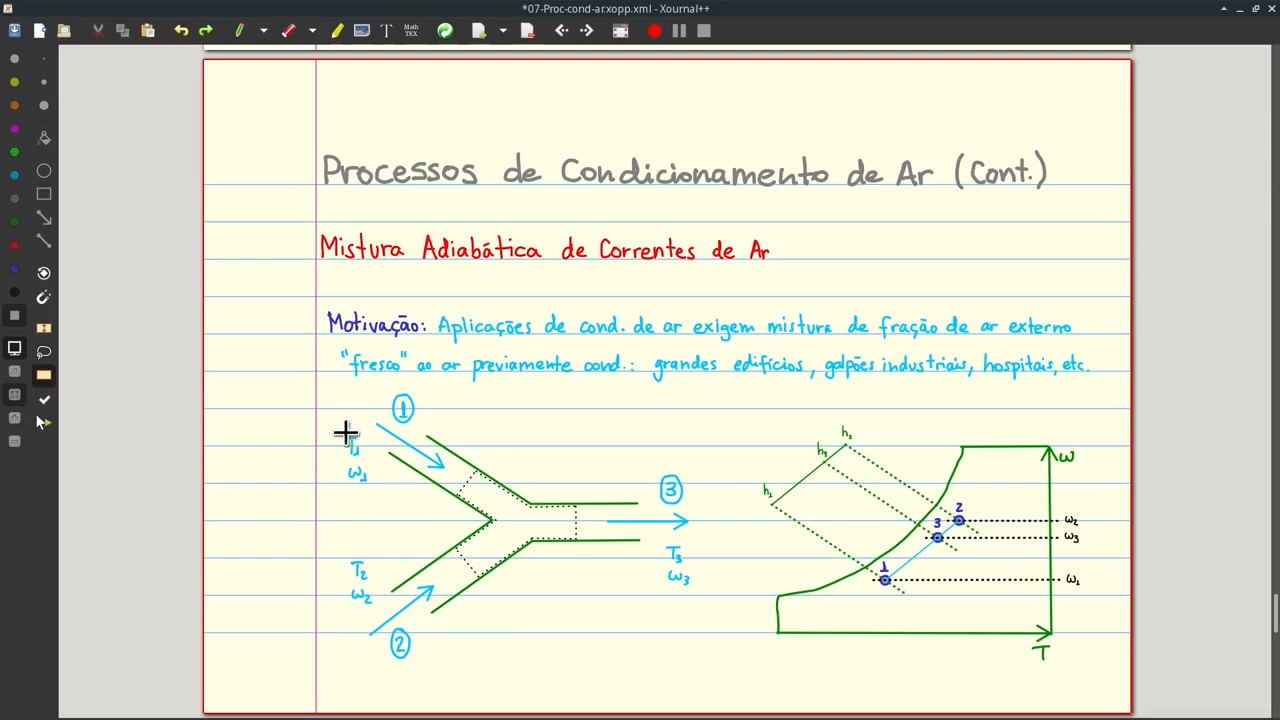 *07-Proc-cond-ar.xopp.xml - Xournal++
T
Math
TEX
Processos de Condicionamento de Ar (Cont.)
Mistura Adiabática de Correntes de Ar
Motivação: Aplicações de cond. de ar exigem mistura de fração de ar externo
"fresco" ao ar previamente cond.: grandes edifícios, galpões industriais, hospitais, etc.
1
T₁
ω₁
3
T₃
ω₃
T₂
ω₂
2
h₂
h₃
h₁
ω
2
3
1
ω₂
ω₃
ω₁
T